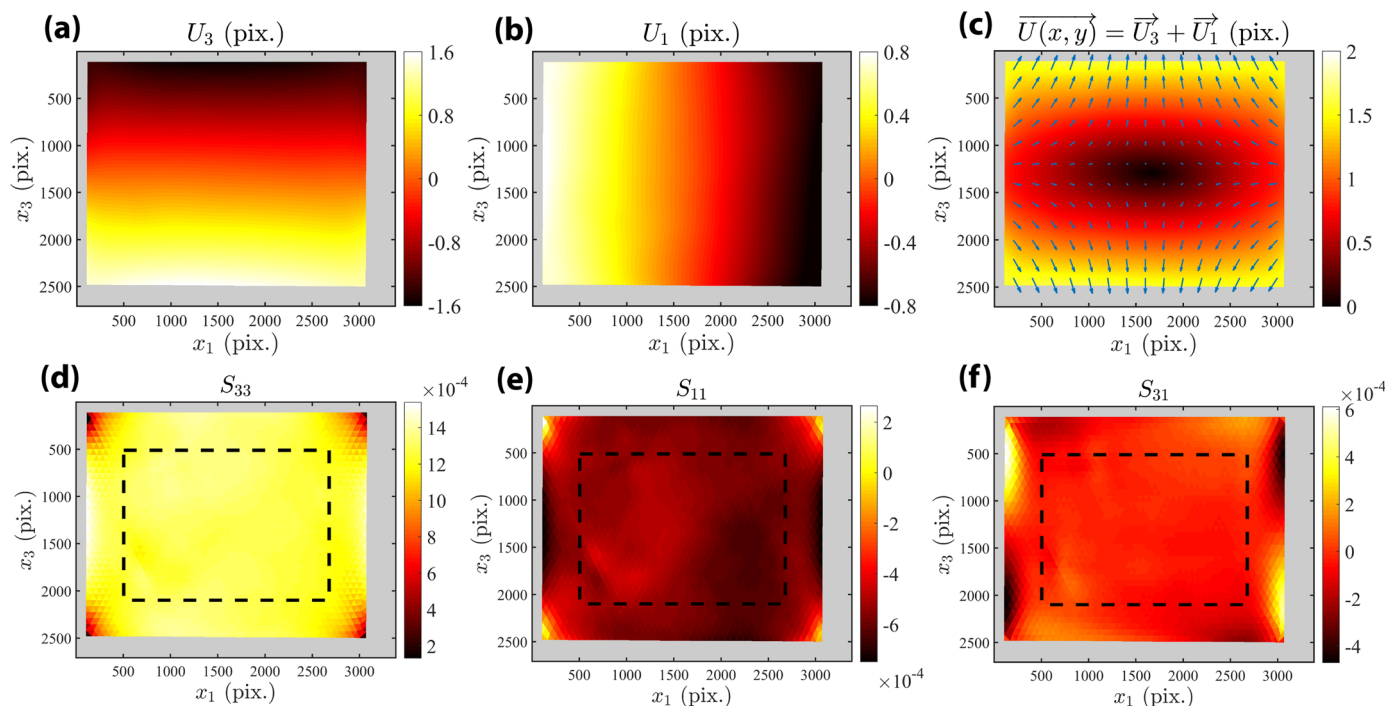 (a)
U₃ (pix.)
1.6
0.8
0
-0.8
-1.6
500
1000
1500
2000
2500
x₃ (pix.)
500 1000 1500 2000 2500 3000
x₁ (pix.)
(b)
U₁ (pix.)
0.8
0.4
0
-0.4
-0.8
500
1000
1500
2000
2500
x₃ (pix.)
500 1000 1500 2000 2500 3000
x₁ (pix.)
(c)
U(x, y) = U₃ + U₁ (pix.)
2
1.5
1
0.5
0
500
1000
1500
2000
2500
x₃ (pix.)
500 1000 1500 2000 2500 3000
x₁ (pix.)
(d)
S₃₃
×10⁻⁴
14
12
10
8
6
4
2
500
1000
1500
2000
2500
x₃ (pix.)
500 1000 1500 2000 2500 3000
x₁ (pix.)
(e)
S₁₁
2
0
-2
-4
-6
×10⁻⁴
500
1000
1500
2000
2500
x₃ (pix.)
500 1000 1500 2000 2500 3000
x₁ (pix.)
(f)
S₃₁
×10⁻⁴
6
4
2
0
-2
-4
500
1000
1500
2000
2500
x₃ (pix.)
500 1000 1500 2000 2500 3000
x₁ (pix.)